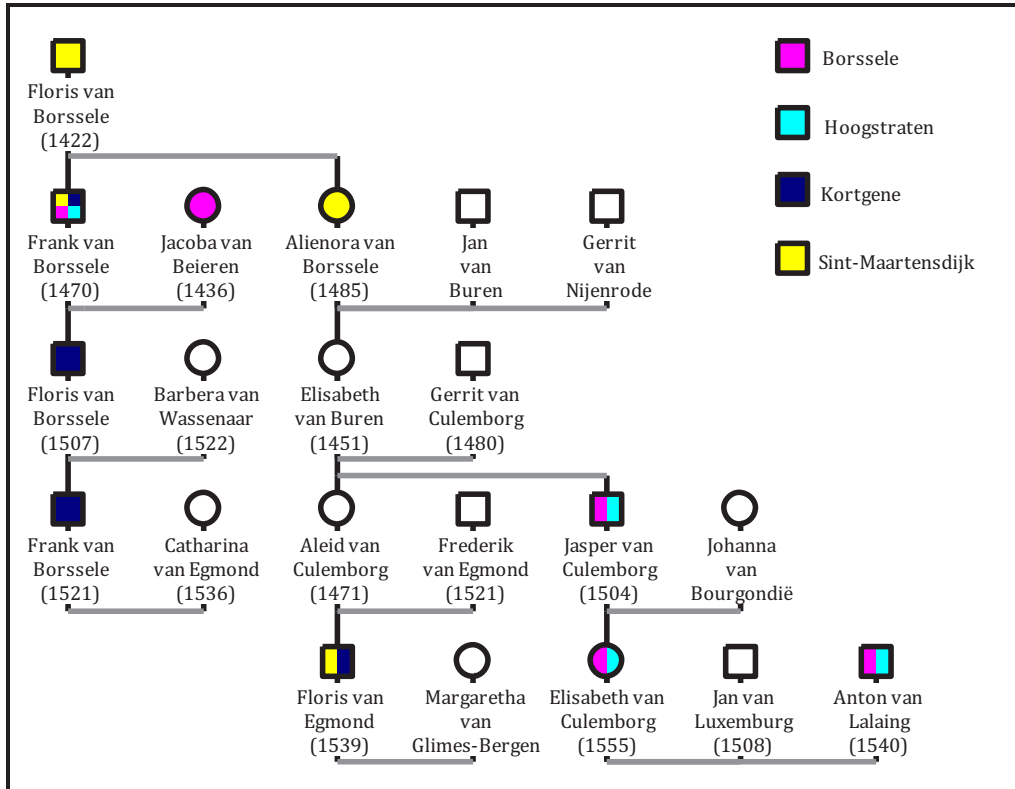 Floris van
Borssele
(1422)
Borssele
Hoogstraten
Kortgene
Sint-Maartensdijk
Frank van
Borssele
(1470)
Jacoba van
Beieren
(1436)
Alienora van
Borssele
(1485)
Jan
van
Buren
Gerrit
van
Nijenrode
Floris van
Borssele
(1507)
Barbera van
Wassenaar
(1522)
Elisabeth
van Buren
(1451)
Gerrit van
Culemborg
(1480)
Frank van
Borssele
(1521)
Catharina
van Egmond
(1536)
Aleid van
Culemborg
(1471)
Frederik
van Egmond
(1521)
Jasper van
Culemborg
(1504)
Johanna
van
Bourgondië
Floris van
Egmond
(1539)
Margaretha
van
Glimes-Bergen
Elisabeth van
Culemborg
(1555)
Jan van
Luxemburg
(1508)
Anton van
Lalaing
(1540)